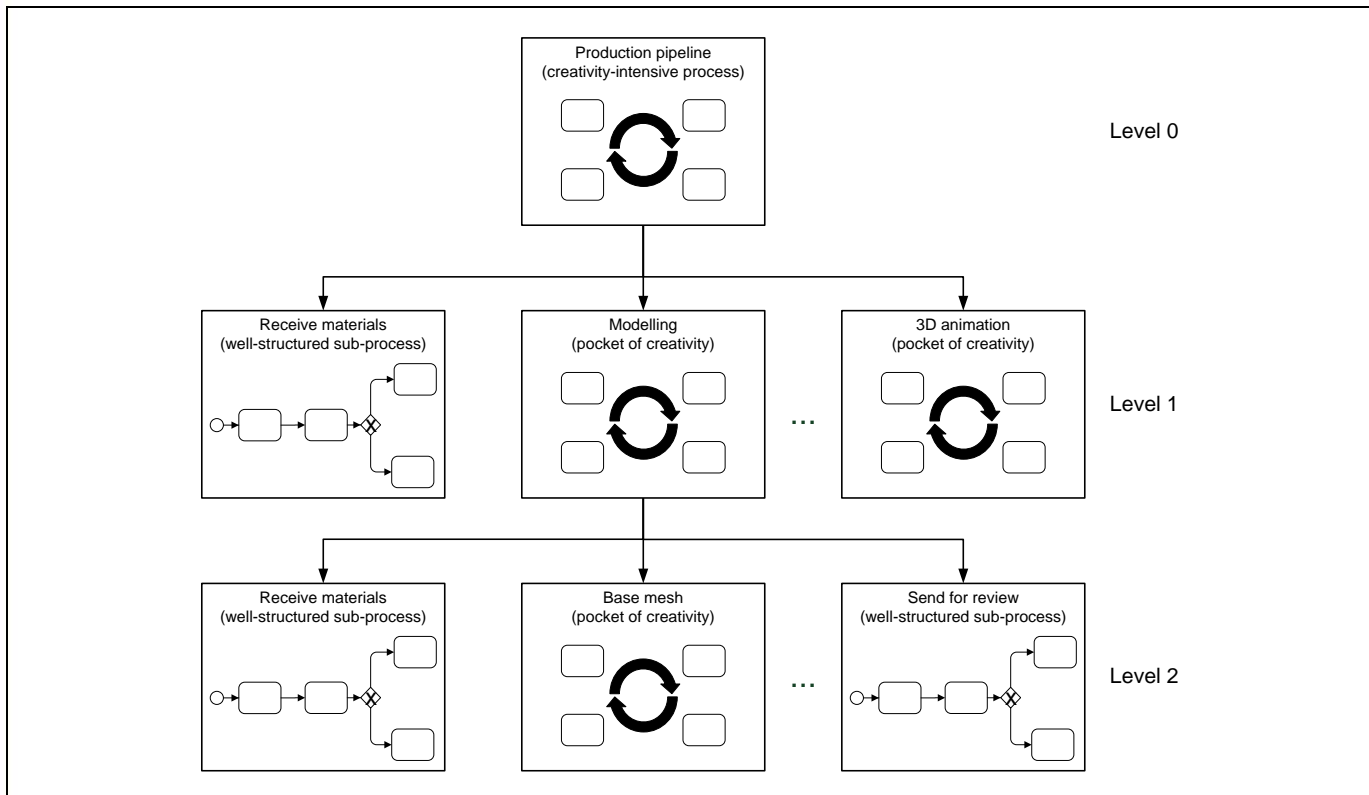 Production pipeline
(creativity-intensive process)
Level 0
Receive materials
(well-structured sub-process)
Modelling
(pocket of creativity)
...
3D animation
(pocket of creativity)
Level 1
Receive materials
(well-structured sub-process)
Base mesh
(pocket of creativity)
...
Send for review
(well-structured sub-process)
Level 2